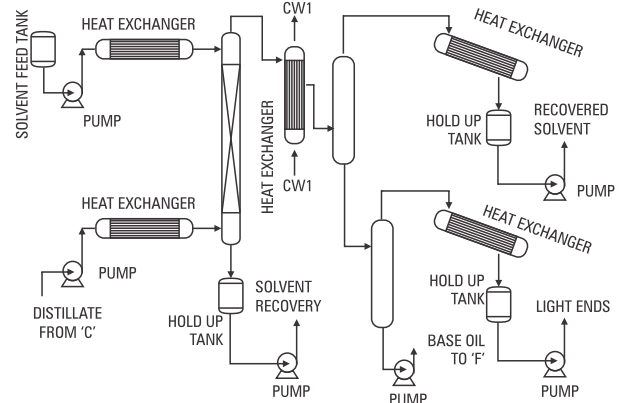 CW1
HEAT EXCHANGER
SOLVENT FEED TANK
PUMP
HEAT EXCHANGER
HEAT EXCHANGER
CW1
HEAT EXCHANGER
HOLD UP
TANK
RECOVERED
SOLVENT
PUMP
HEAT EXCHANGER
PUMP
DISTILLATE
FROM 'C'
SOLVENT
RECOVERY
HOLD UP
TANK
PUMP
HEAT EXCHANGER
HOLD UP
TANK
LIGHT ENDS
BASE OIL
TO 'F'
PUMP
PUMP